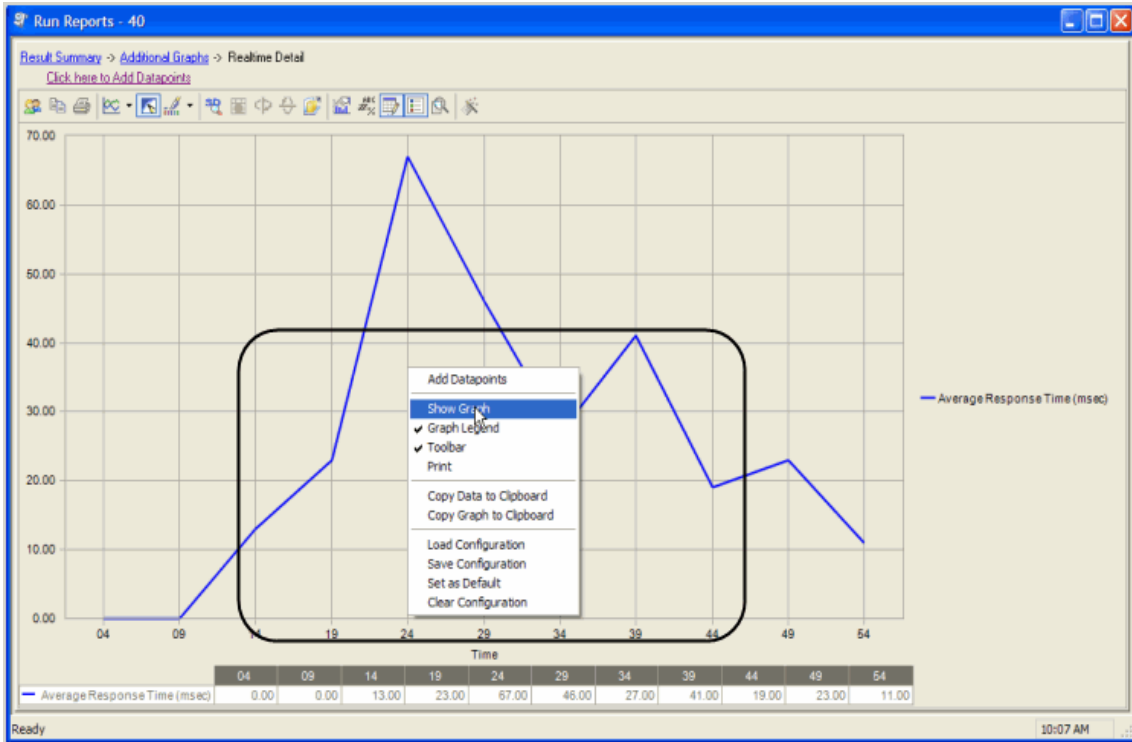 Run Reports - 40
Result Summary -> Additional Graphs -> Realtime Detail
Click here to Add Datapoints
70.00
60.00
50.00
40.00
30.00
20.00
10.00
0.00
Add Datapoints
Show Graph
Graph Legend
Toolbar
Print
Copy Data to Clipboard
Copy Graph to Clipboard
Load Configuration
Save Configuration
Set as Default
Clear Configuration
Average Response Time (msec)
04 09 14 19 24 29 34 39 44 49 54
Time
04 09 14 19 24 29 34 39 44 49 54
Average Response Time (msec) 0.00 0.00 13.00 23.00 67.00 46.00 27.00 41.00 19.00 23.00 11.00
Ready 10:07 AM